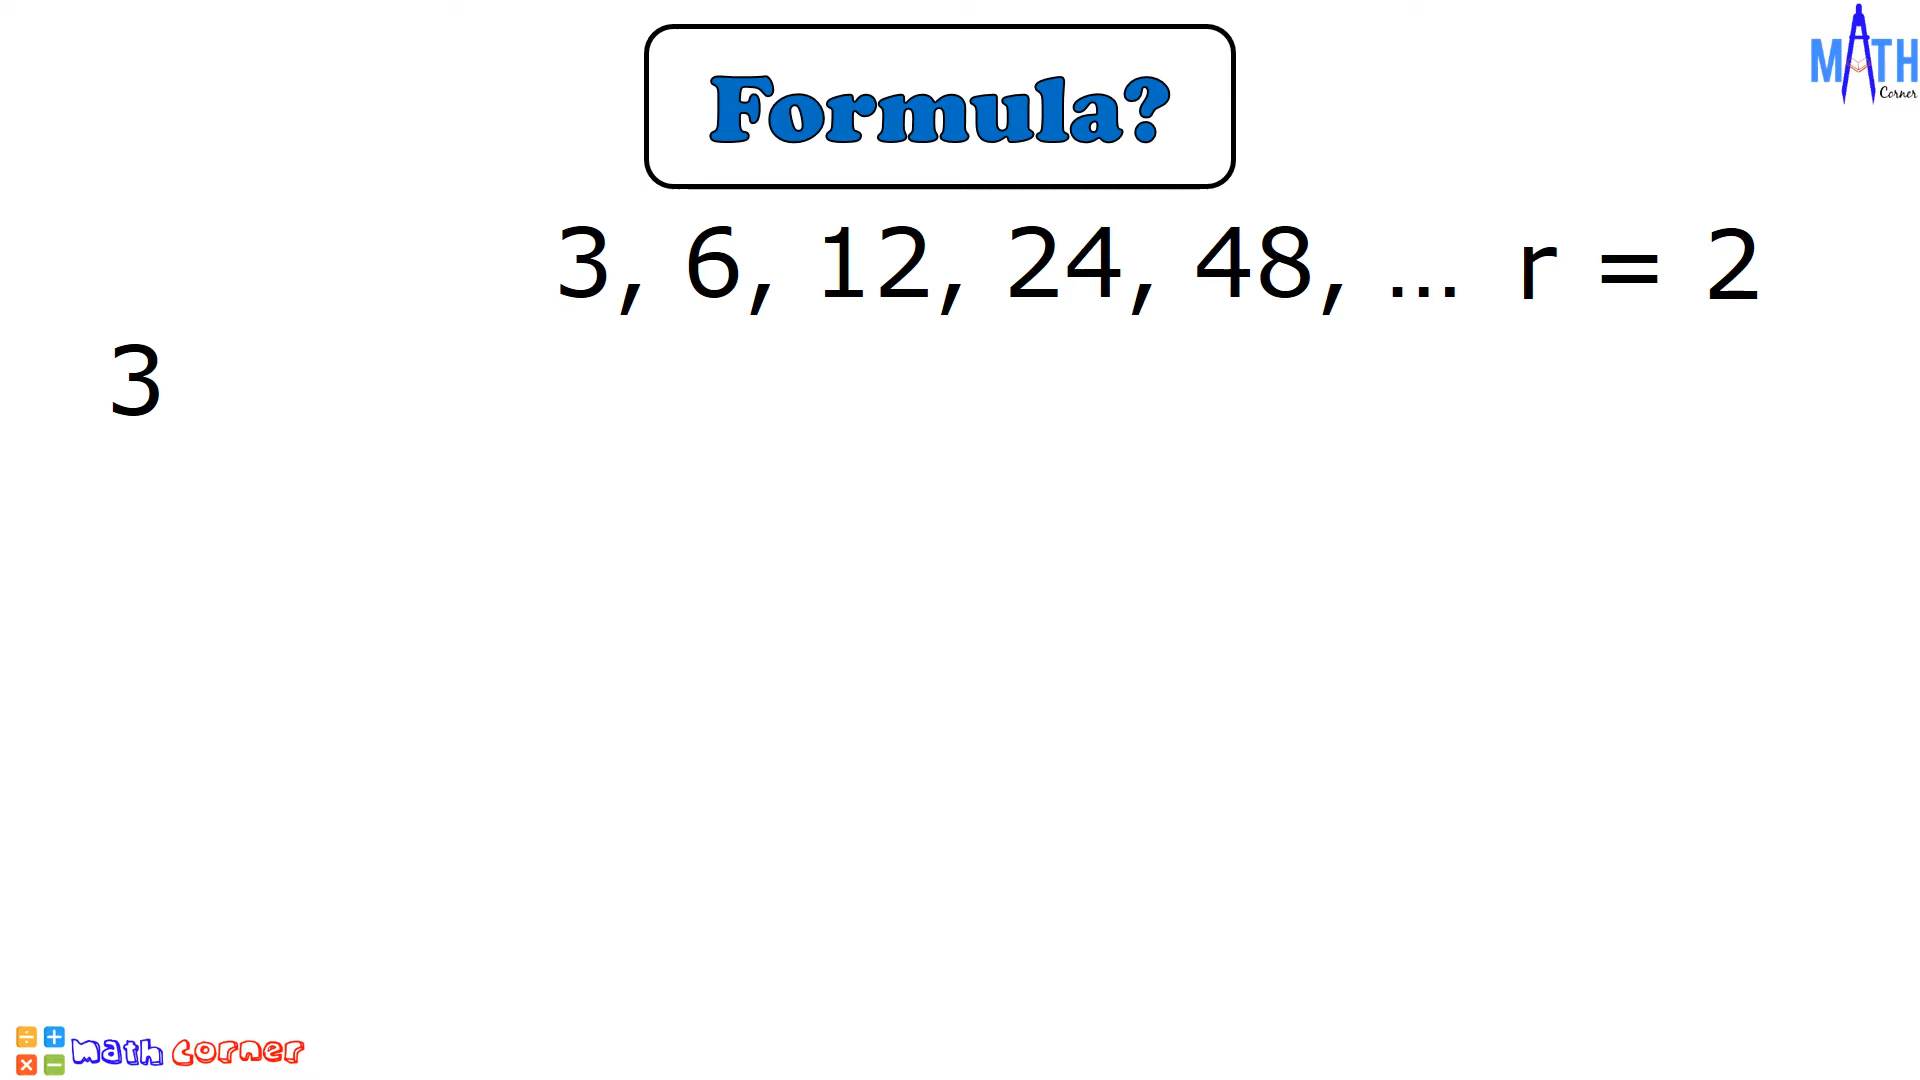 Formula?
MATH
Corner
3, 6, 12, 24, 48, … r = 2
3
÷ +
× −
math corner